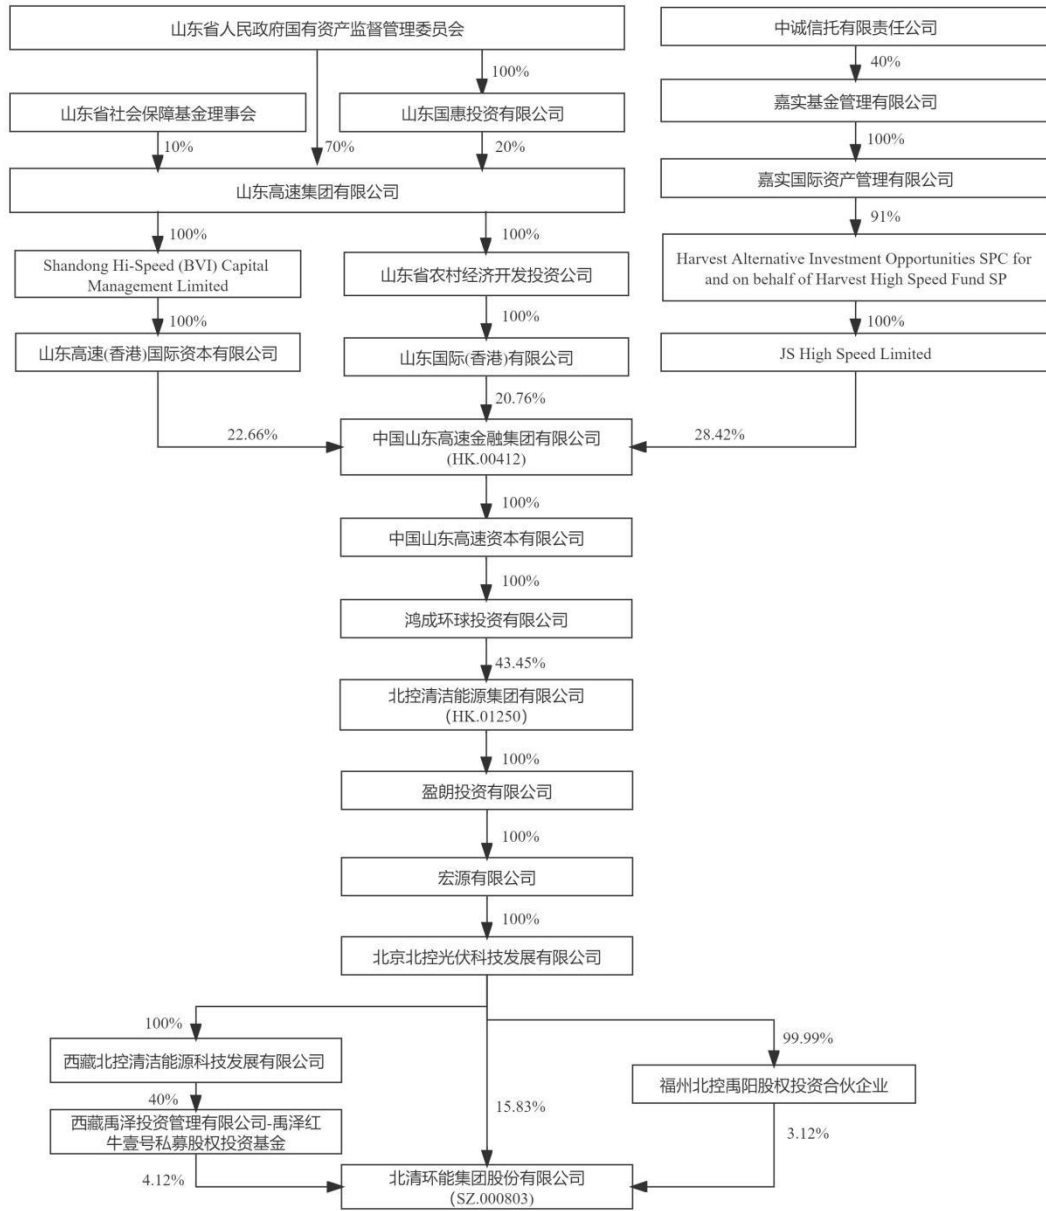 山东省人民政府国有资产监督管理委员会
中诚信托有限责任公司
100%
40%
山东省社会保障基金理事会
山东国惠投资有限公司
嘉实基金管理有限公司
10%
70%
20%
100%
山东高速集团有限公司
嘉实国际资产管理有限公司
100%
100%
91%
Shandong Hi-Speed (BVI) Capital
Management Limited
山东省农村经济开发投资公司
Harvest Alternative Investment Opportunities SPC for
and on behalf of Harvest High Speed Fund SP
100%
100%
100%
山东高速(香港)国际资本有限公司
山东国际(香港)有限公司
JS High Speed Limited
20.76%
22.66%
中国山东高速金融集团有限公司
(HK.00412)
28.42%
100%
中国山东高速资本有限公司
100%
鸿成环球投资有限公司
43.45%
北控清洁能源集团有限公司
(HK.01250)
100%
盈朗投资有限公司
100%
宏源有限公司
100%
北京北控光伏科技发展有限公司
100%
99.99%
西藏北控清洁能源科技发展有限公司
福州北控禹阳股权投资合伙企业
40%
15.83%
西藏禹泽投资管理有限公司-禹泽红
牛壹号私募股权投资基金
3.12%
4.12%
北清环能集团股份有限公司
(SZ.000803)